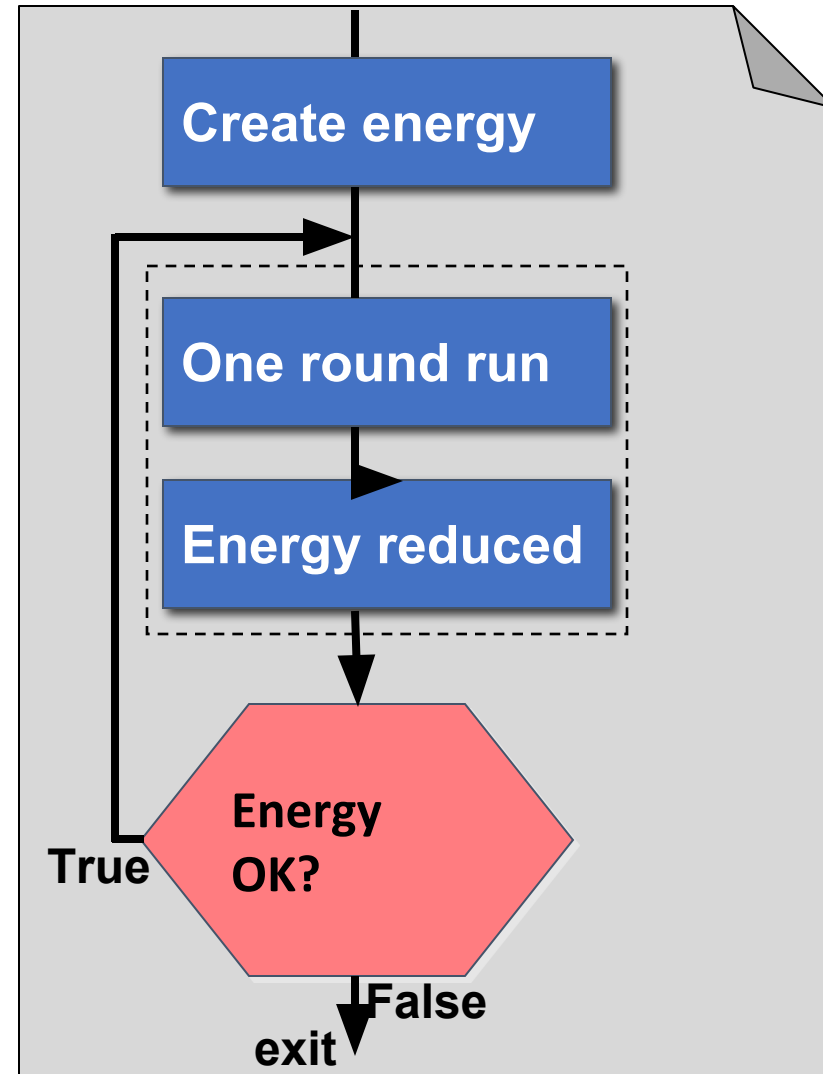 Create energy
One round run
Energy reduced
Energy
OK?
True
False
exit